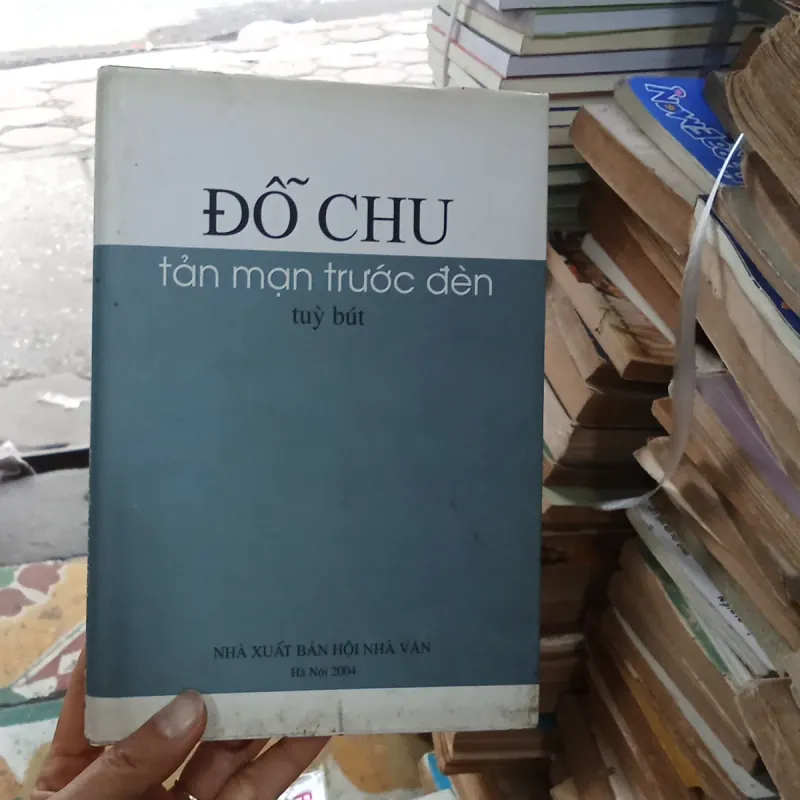 ĐỖ CHU
tản mạn trước đèn
tuỳ bút
NHÀ XUẤT BẢN HỘI NHÀ VĂN
Hà Nội 2004